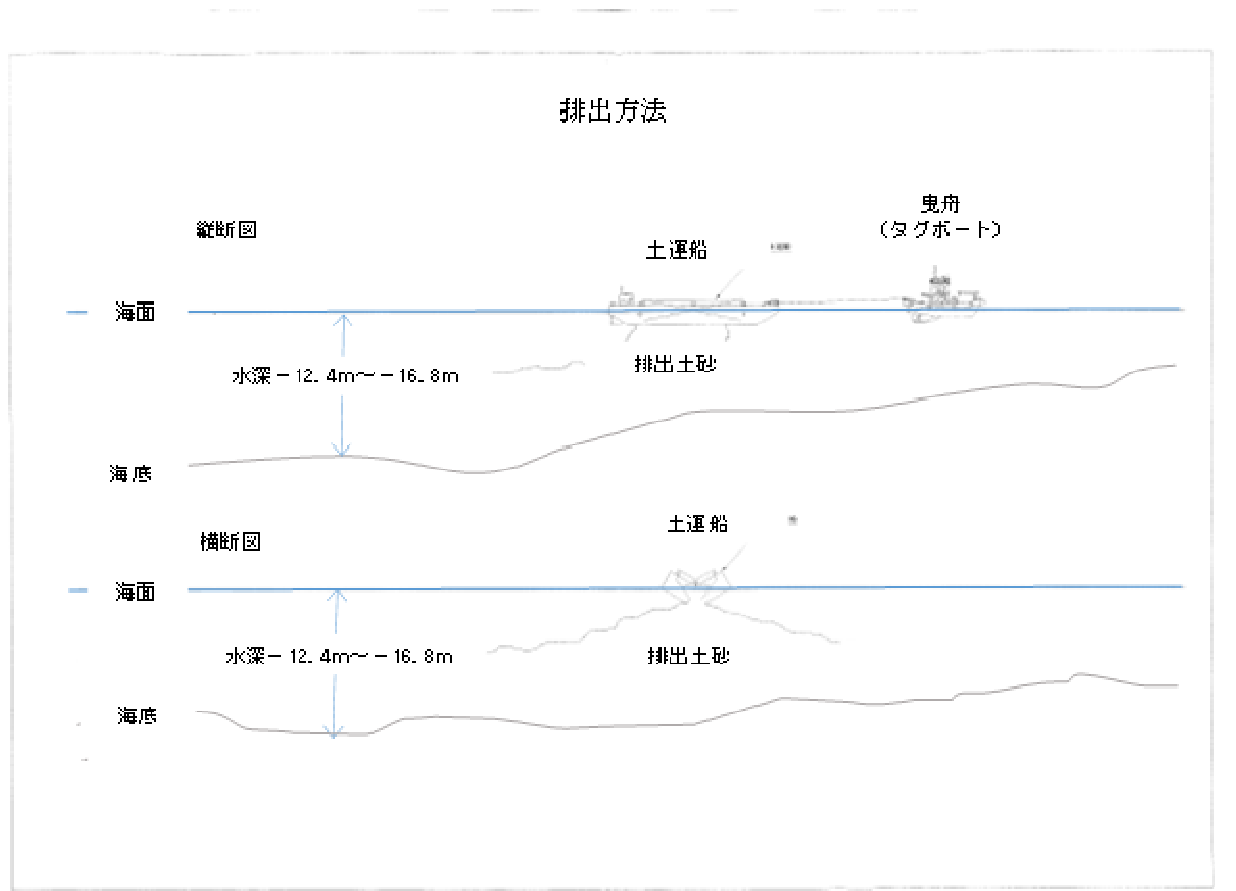 排出方法
縦断図
曳舟
(タグボート)
土運船
海面
水深－12.4m～－16.8m
排出土砂
海底
横断図
土運船
海面
水深－12.4m～－16.8m
排出土砂
海底